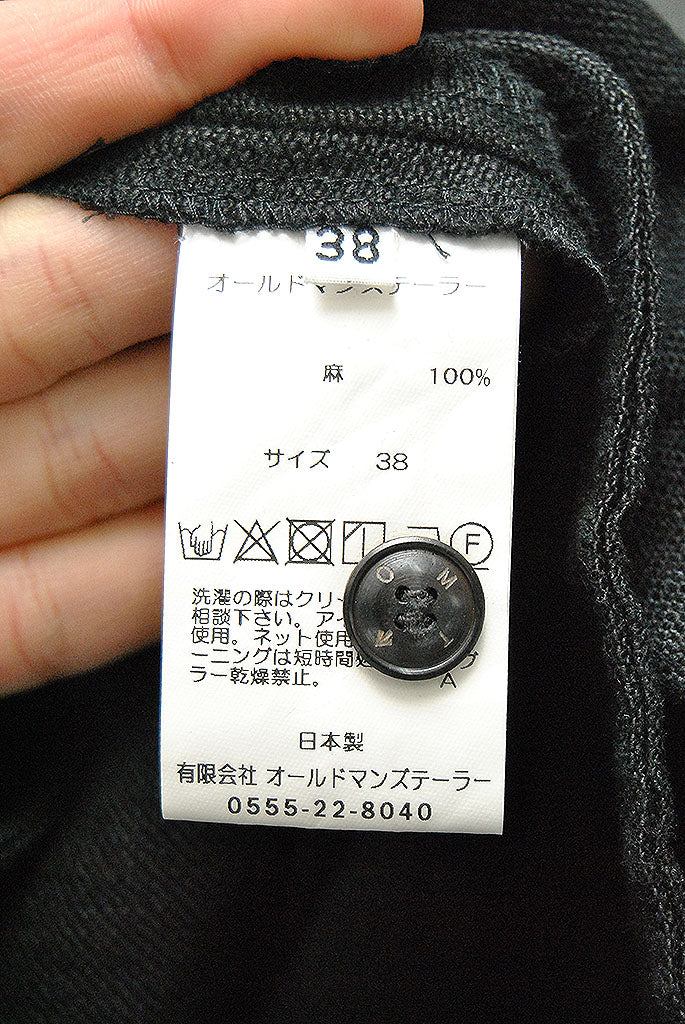 38
オールドマンズテーラー
麻 100%
サイズ 38
F
洗濯の際はクリ
相談下さい。アイ
使用。ネット使用
ーニングは短時間処 グ
ラー乾燥禁止。 A
O M T
日本製
有限会社 オールドマンズテーラー
0555-22-8040